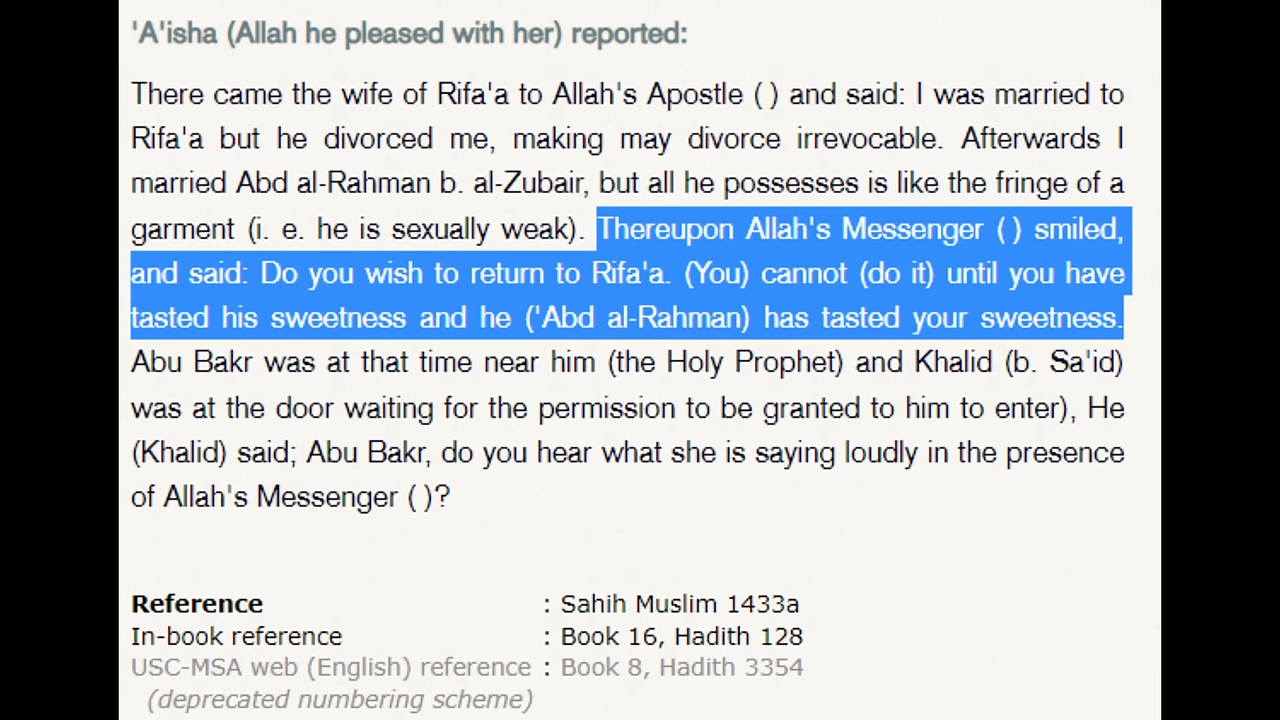 'A'isha (Allah he pleased with her) reported:
There came the wife of Rifa'a to Allah's Apostle ( ) and said: I was married to
Rifa'a but he divorced me, making may divorce irrevocable. Afterwards I
married Abd al-Rahman b. al-Zubair, but all he possesses is like the fringe of a
garment (i. e. he is sexually weak). Thereupon Allah's Messenger ( ) smiled,
and said: Do you wish to return to Rifa'a. (You) cannot (do it) until you have
tasted his sweetness and he ('Abd al-Rahman) has tasted your sweetness.
Abu Bakr was at that time near him (the Holy Prophet) and Khalid (b. Sa'id)
was at the door waiting for the permission to be granted to him to enter), He
(Khalid) said; Abu Bakr, do you hear what she is saying loudly in the presence
of Allah's Messenger ( )?
Reference : Sahih Muslim 1433a
In-book reference : Book 16, Hadith 128
USC-MSA web (English) reference : Book 8, Hadith 3354
(deprecated numbering scheme)